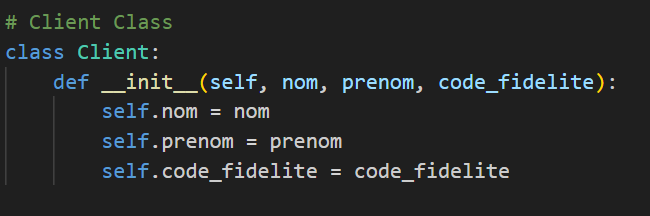 # Client Class
class Client:
    def __init__(self, nom, prenom, code_fidelite):
        self.nom = nom
        self.prenom = prenom
        self.code_fidelite = code_fidelite